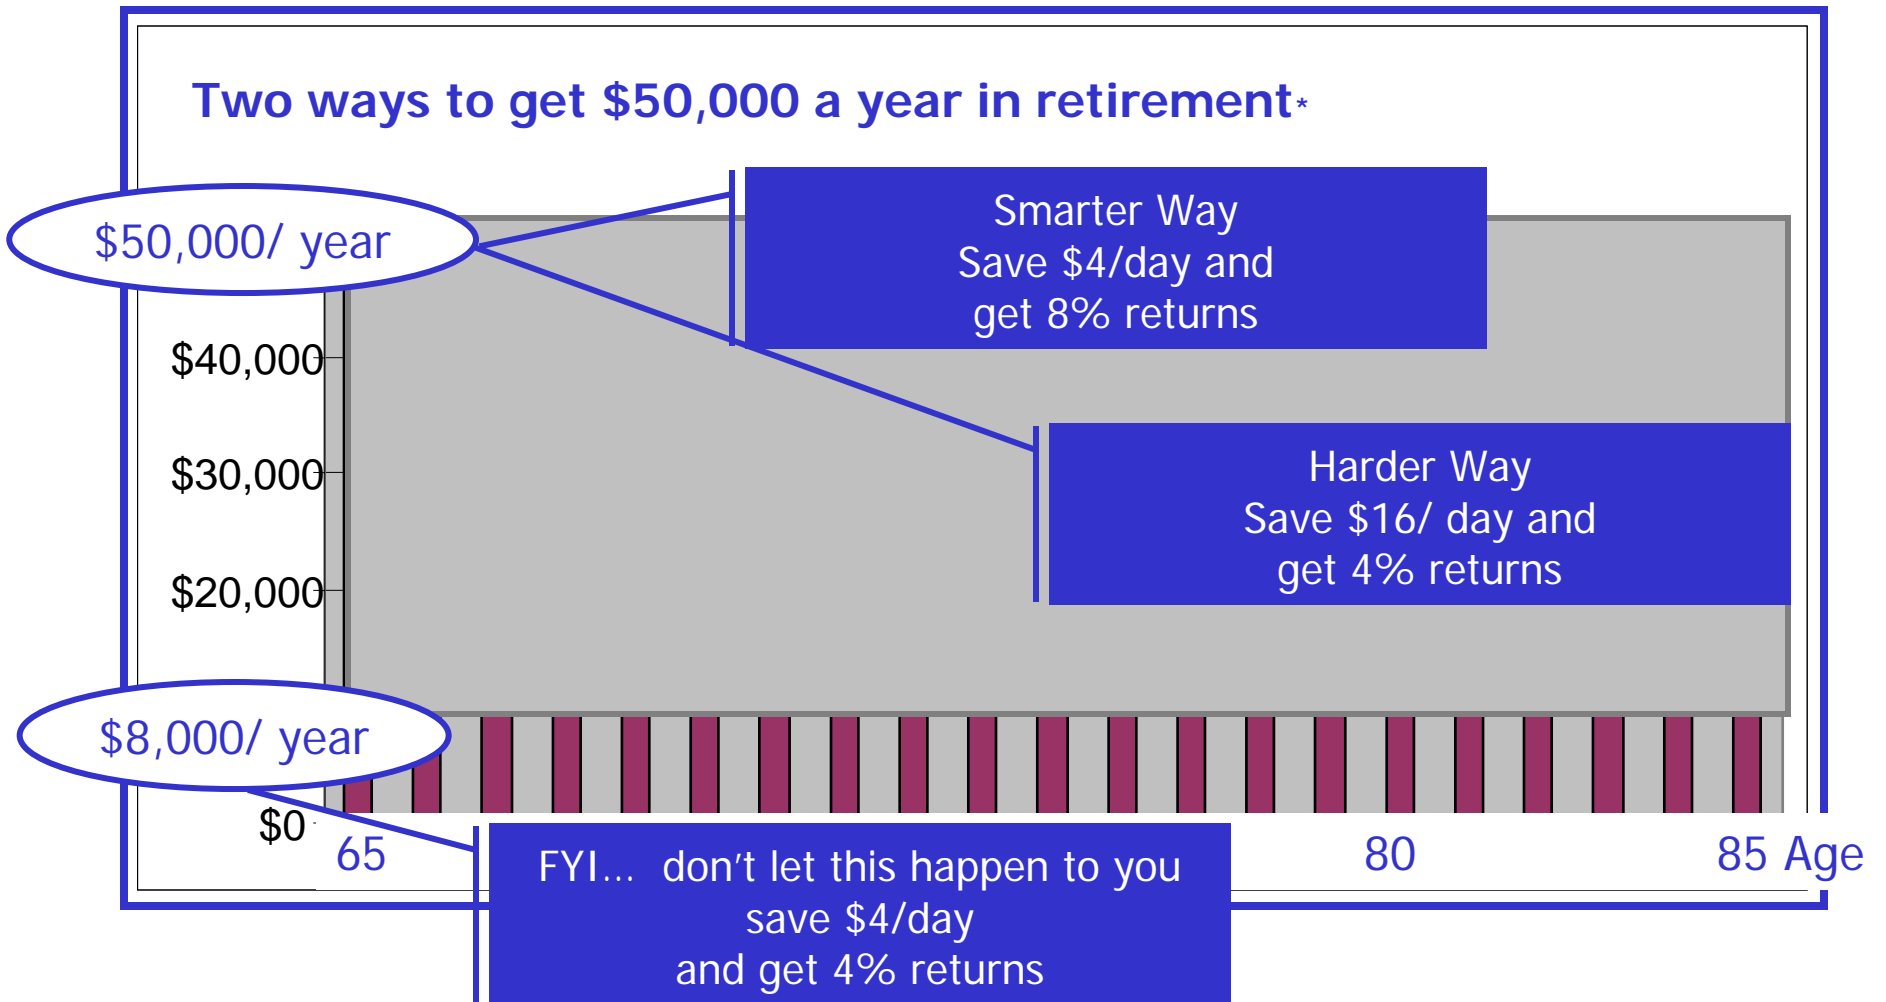 Two ways to get $50,000 a year in retirement*
Smarter Way
Save $4/day and
get 8% returns
$50,000/ year
$40,000
Harder Way
Save $16/ day and
get 4% returns
$30,000
$20,000
$8,000/ year
$0
65
80
85 Age
FYI... don't let this happen to you
save $4/day
and get 4% returns